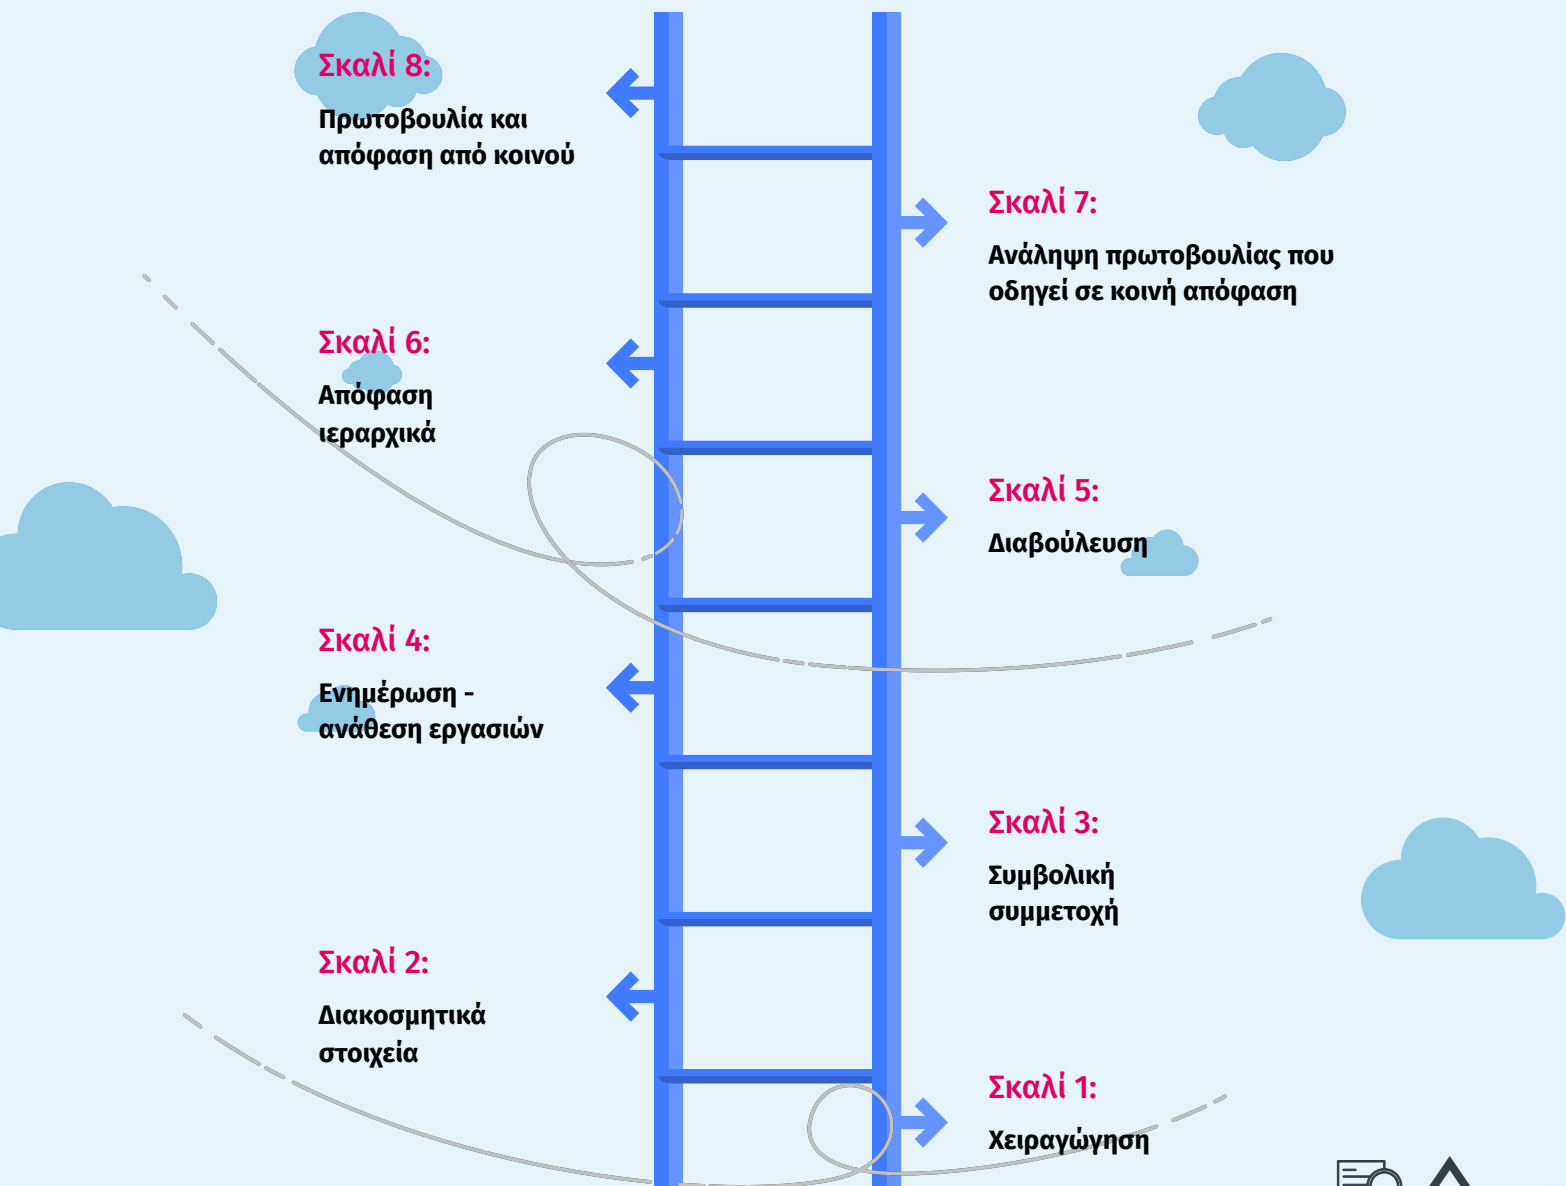 Σκαλί 8:
Πρωτοβουλία και
απόφαση από κοινού
Σκαλί 7:
Ανάληψη πρωτοβουλίας που
οδηγεί σε κοινή απόφαση
Σκαλί 6:
Απόφαση
ιεραρχικά
Σκαλί 5:
Διαβούλευση
Σκαλί 4:
Ενημέρωση -
ανάθεση εργασιών
Σκαλί 3:
Συμβολική
συμμετοχή
Σκαλί 2:
Διακοσμητικά
στοιχεία
Σκαλί 1:
Χειραγώγηση